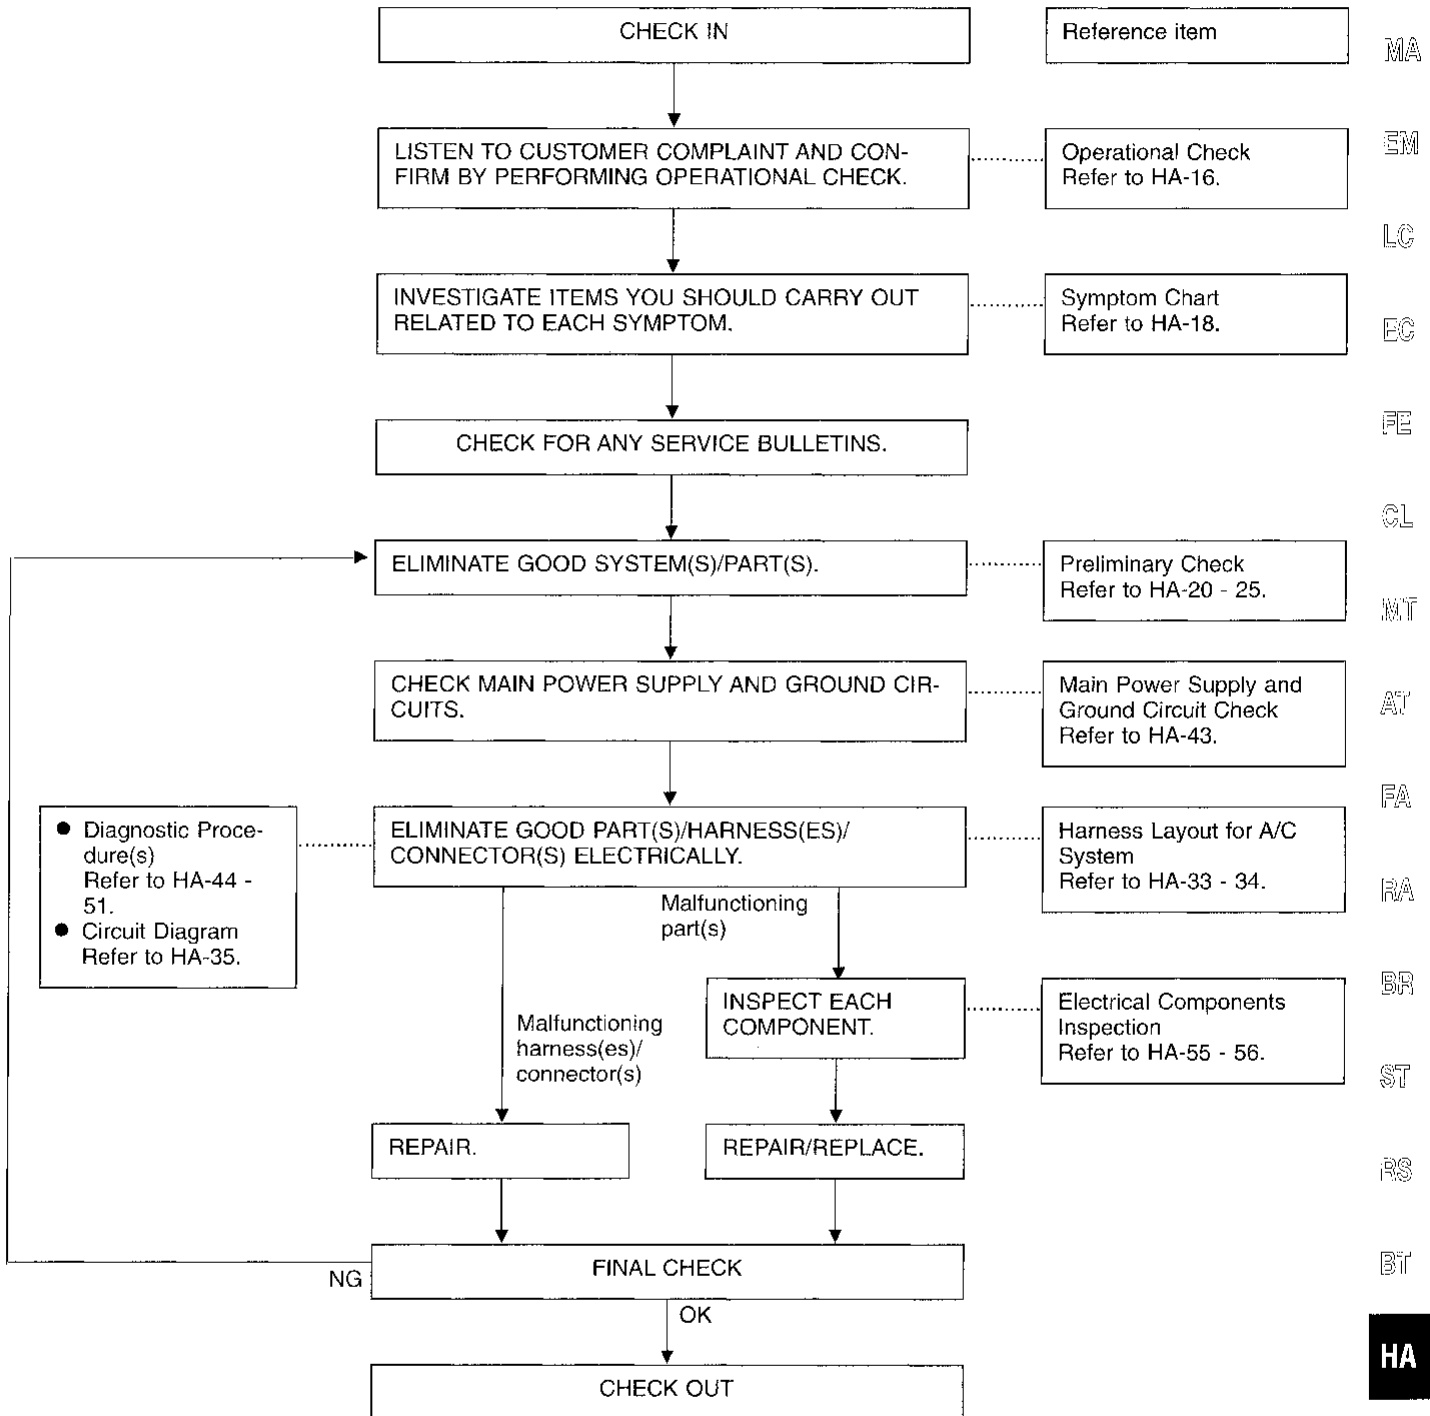 CHECK IN
Reference item
LISTEN TO CUSTOMER COMPLAINT AND CON-
FIRM BY PERFORMING OPERATIONAL CHECK.
Operational Check
Refer to HA-16.
INVESTIGATE ITEMS YOU SHOULD CARRY OUT
RELATED TO EACH SYMPTOM.
Symptom Chart
Refer to HA-18.
CHECK FOR ANY SERVICE BULLETINS.
ELIMINATE GOOD SYSTEM(S)/PART(S).
Preliminary Check
Refer to HA-20 - 25.
CHECK MAIN POWER SUPPLY AND GROUND CIR-
CUITS.
Main Power Supply and
Ground Circuit Check
Refer to HA-43.
● Diagnostic Proce-
dure(s)
Refer to HA-44 -
51.
● Circuit Diagram
Refer to HA-35.
ELIMINATE GOOD PART(S)/HARNESS(ES)/
CONNECTOR(S) ELECTRICALLY.
Harness Layout for A/C
System
Refer to HA-33 - 34.
Malfunctioning
part(s)
Malfunctioning
harness(es)/
connector(s)
INSPECT EACH
COMPONENT.
Electrical Components
Inspection
Refer to HA-55 - 56.
REPAIR.
REPAIR/REPLACE.
FINAL CHECK
NG
OK
CHECK OUT
MA
EM
LC
EC
FE
CL
MT
AT
FA
RA
BR
ST
RS
BT
HA